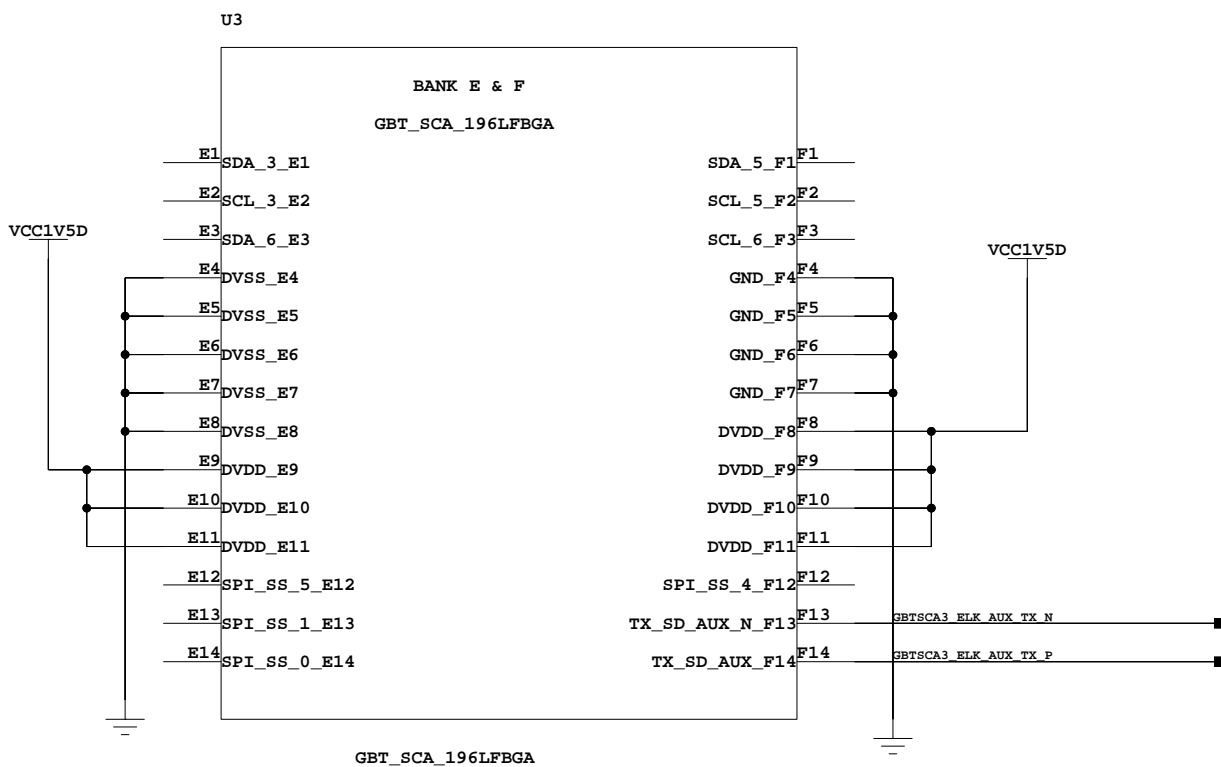 U3
BANK E & F
GBT_SCA_196LFBGA
E1 SDA_3_E1 SDA_5_F1 F1
E2 SCL_3_E2 SCL_5_F2 F2
VCC1V5D
E3 SDA_6_E3 SCL_6_F3 F3
VCC1V5D
E4 DVSS_E4 GND_F4 F4
E5 DVSS_E5 GND_F5 F5
E6 DVSS_E6 GND_F6 F6
E7 DVSS_E7 GND_F7 F7
E8 DVSS_E8 DVDD_F8 F8
E9 DVDD_E9 DVDD_F9 F9
E10 DVDD_E10 DVDD_F10 F10
E11 DVDD_E11 DVDD_F11 F11
E12 SPI_SS_5_E12 SPI_SS_4_F12 F12
E13 SPI_SS_1_E13 TX_SD_AUX_N_F13 F13 GBTSCA3_ELK_AUX_TX_N
E14 SPI_SS_0_E14 TX_SD_AUX_F14 F14 GBTSCA3_ELK_AUX_TX_P
GBT_SCA_196LFBGA